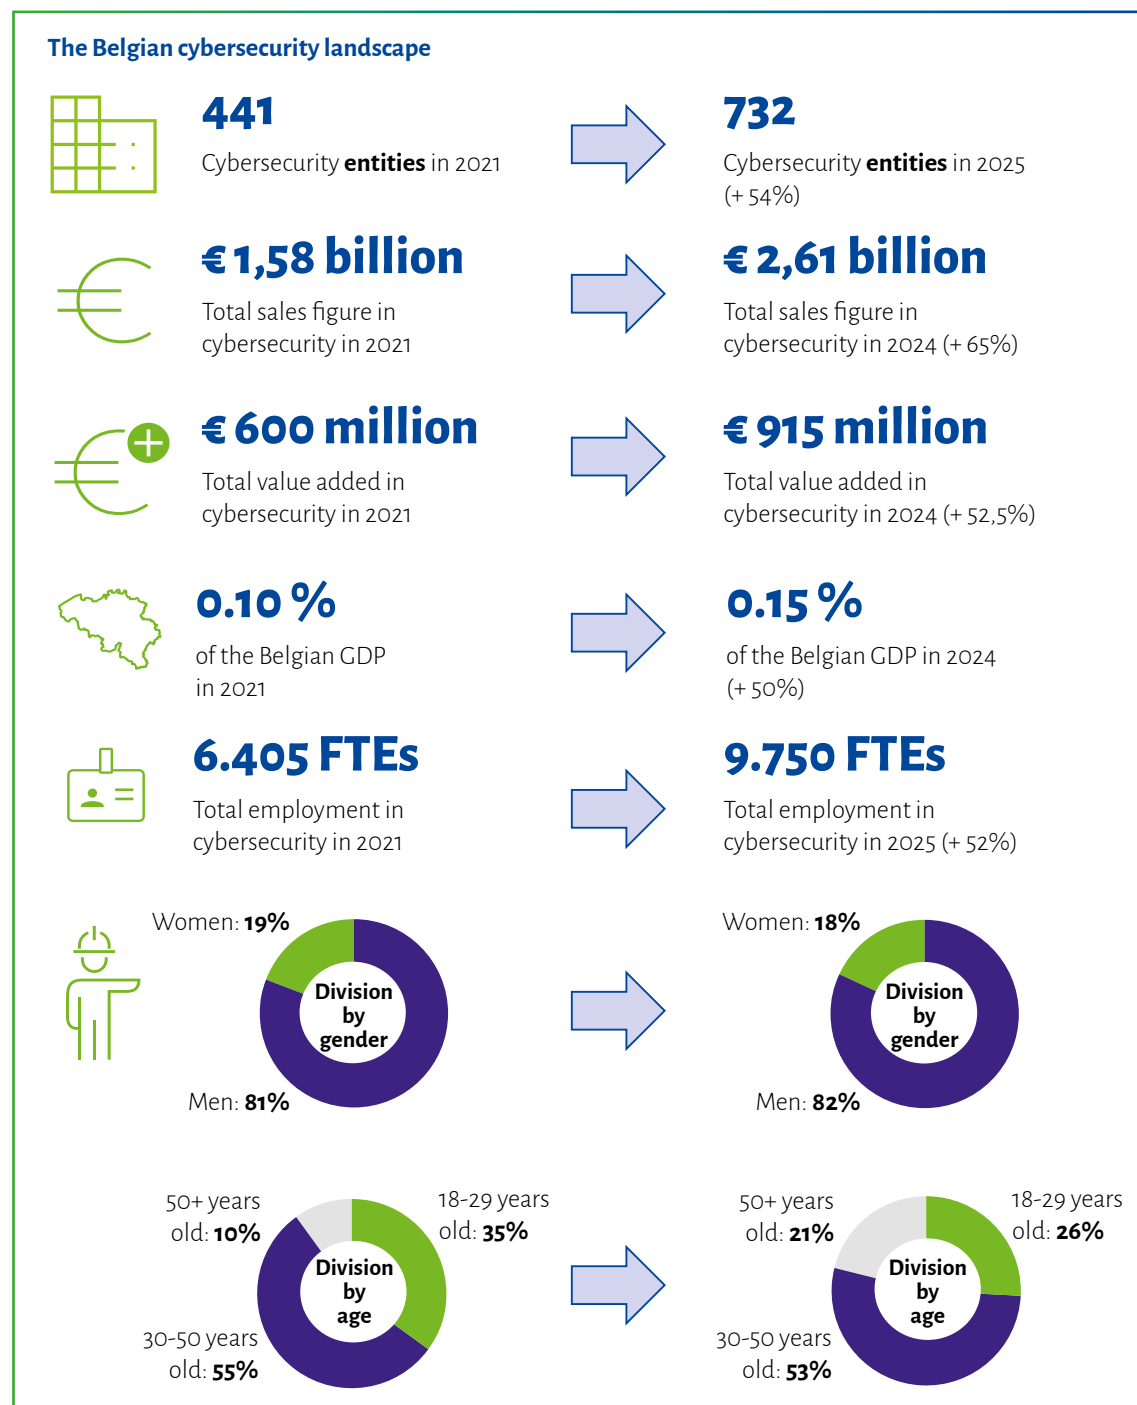 The Belgian cybersecurity landscape
441
Cybersecurity entities in 2021
732
Cybersecurity entities in 2025
(+ 54%)
€ 1,58 billion
Total sales figure in
cybersecurity in 2021
€ 2,61 billion
Total sales figure in
cybersecurity in 2024 (+ 65%)
€ 600 million
Total value added in
cybersecurity in 2021
€ 915 million
Total value added in
cybersecurity in 2024 (+ 52,5%)
0.10 %
of the Belgian GDP
in 2021
0.15 %
of the Belgian GDP in 2024
(+ 50%)
6.405 FTEs
Total employment in
cybersecurity in 2021
9.750 FTEs
Total employment in
cybersecurity in 2025 (+ 52%)
Women: 19%
Division
by
gender
Men: 81%
Women: 18%
Division
by
gender
Men: 82%
50+ years
old: 10%
18-29 years
old: 35%
Division
by
age
30-50 years
old: 55%
50+ years
old: 21%
18-29 years
old: 26%
Division
by
age
30-50 years
old: 53%